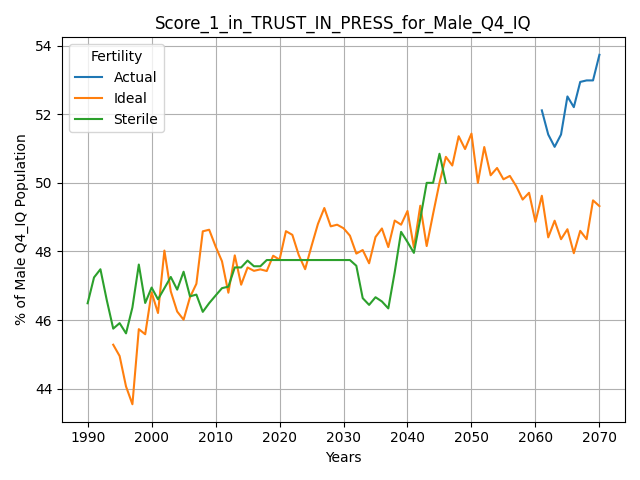 Score_1_in_TRUST_IN_PRESS_for_Male_Q4_IQ
54
52
50
48
46
44
% of Male Q4_IQ Population
Fertility
Actual
Ideal
Sterile
1990 2000 2010 2020 2030 2040 2050 2060 2070
Years